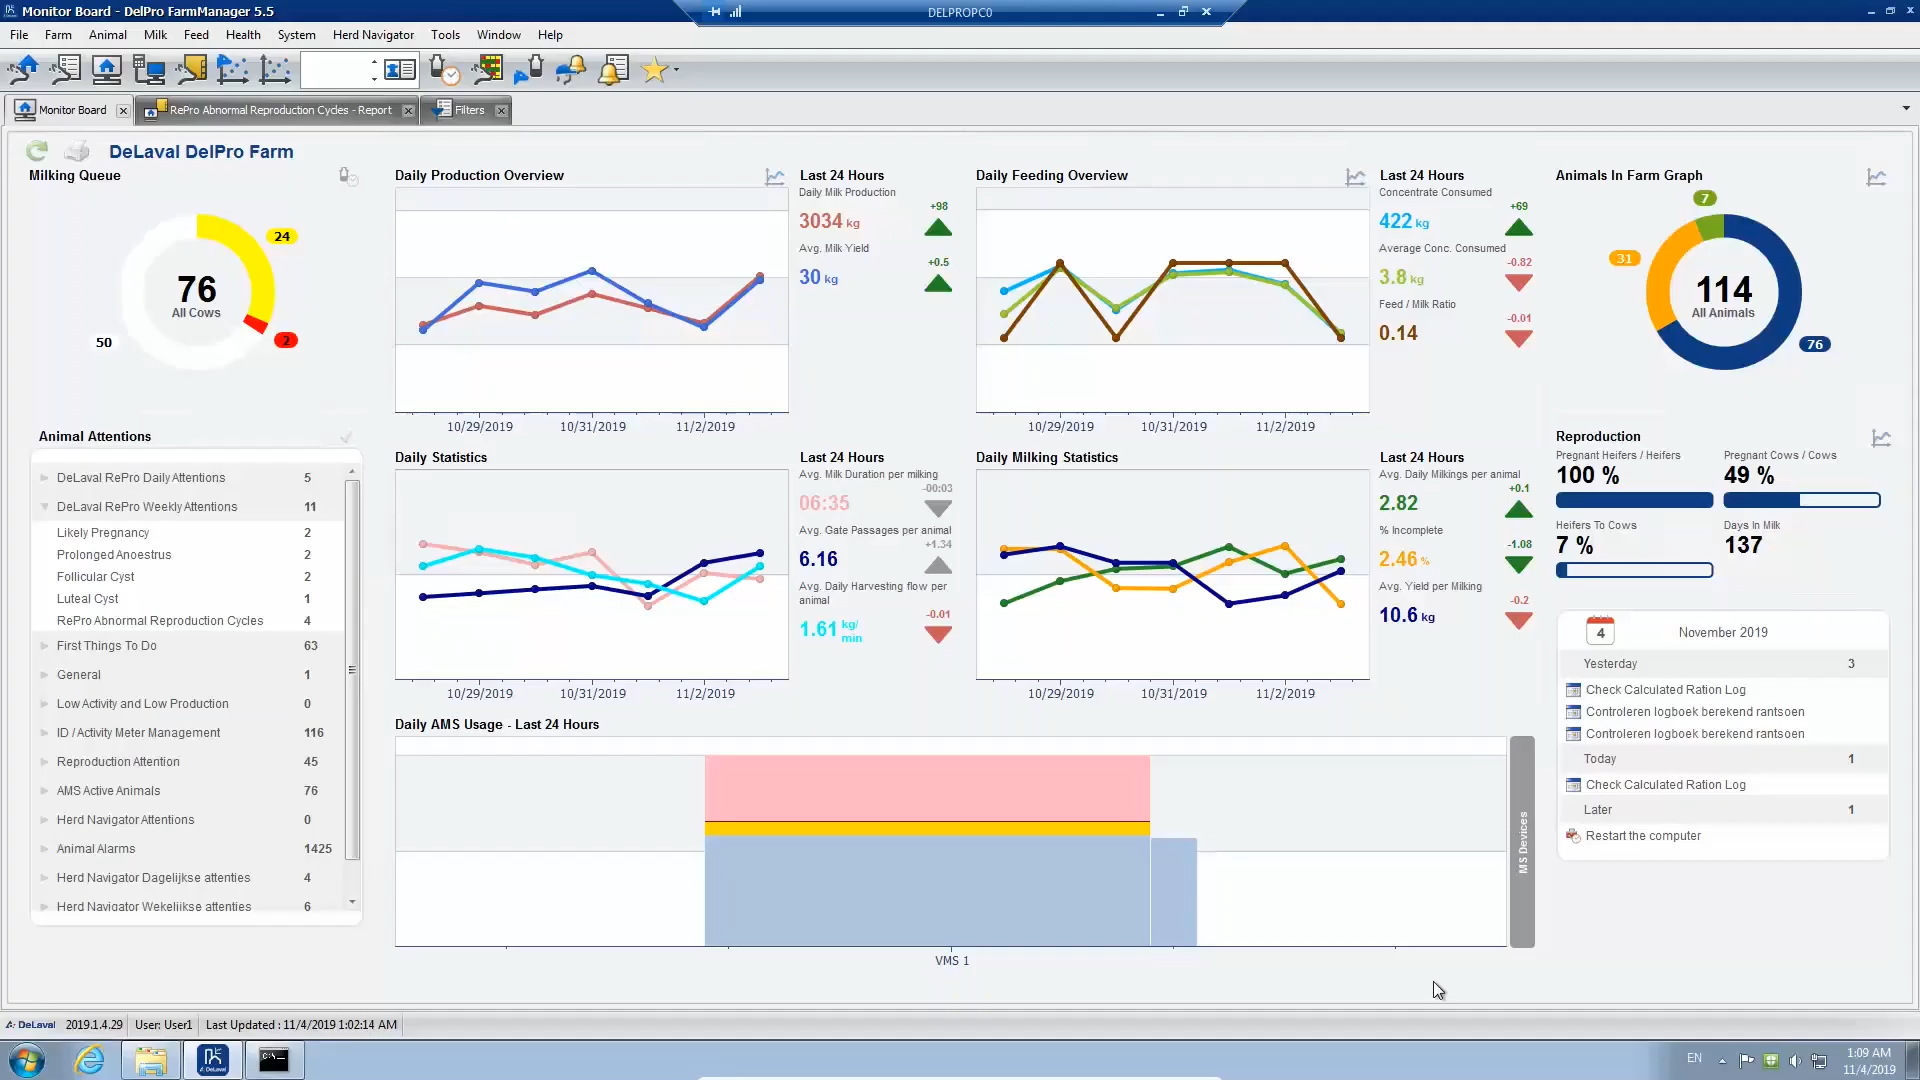 Monitor Board - DelPro FarmManager 5.5
DELPROPC0
File Farm Animal Milk Feed Health System Herd Navigator Tools Window Help
Monitor Board
RePro Abnormal Reproduction Cycles - Report
Filters
DeLaval DelPro Farm
Milking Queue
24
76
All Cows
50
2
Daily Production Overview
10/29/2019 10/31/2019 11/2/2019
Last 24 Hours
Daily Milk Production
+98
3034 kg
Avg. Milk Yield
+0.5
30 kg
Daily Feeding Overview
10/29/2019 10/31/2019 11/2/2019
Last 24 Hours
Concentrate Consumed
+69
422 kg
Average Conc. Consumed
-0.82
3.8 kg
Feed / Milk Ratio
-0.01
0.14
Animals In Farm Graph
7
31
114
All Animals
76
Animal Attentions
DeLaval RePro Daily Attentions 5
DeLaval RePro Weekly Attentions 11
Likely Pregnancy 2
Prolonged Anoestrus 2
Follicular Cyst 2
Luteal Cyst 1
RePro Abnormal Reproduction Cycles 4
First Things To Do 63
General 1
Low Activity and Low Production 0
ID / Activity Meter Management 116
Reproduction Attention 45
AMS Active Animals 76
Herd Navigator Attentions 0
Animal Alarms 1425
Herd Navigator Dagelijkse attenties 4
Herd Navigator Wekelijkse attenties 6
Daily Statistics
10/29/2019 10/31/2019 11/2/2019
Last 24 Hours
Avg. Milk Duration per milking
-00:03
06:35
Avg. Gate Passages per animal
+1.34
6.16
Avg. Daily Harvesting flow per
animal
-0.01
1.61 kg/
min
Daily Milking Statistics
10/29/2019 10/31/2019 11/2/2019
Last 24 Hours
Avg. Daily Milkings per animal
+0.1
2.82
% Incomplete
-1.08
2.46 %
Avg. Yield per Milking
-0.2
10.6 kg
Reproduction
Pregnant Heifers / Heifers
100 %
Pregnant Cows / Cows
49 %
Heifers To Cows
7 %
Days In Milk
137
4
November 2019
Yesterday 3
Check Calculated Ration Log
Controleren logboek berekend rantsoen
Controleren logboek berekend rantsoen
Today 1
Check Calculated Ration Log
Later 1
Restart the computer
Daily AMS Usage - Last 24 Hours
VMS 1
MS Devices
DeLaval 2019.1.4.29 User: User1 Last Updated : 11/4/2019 1:02:14 AM
DeLaval
C:\_
EN
1:09 AM
11/4/2019